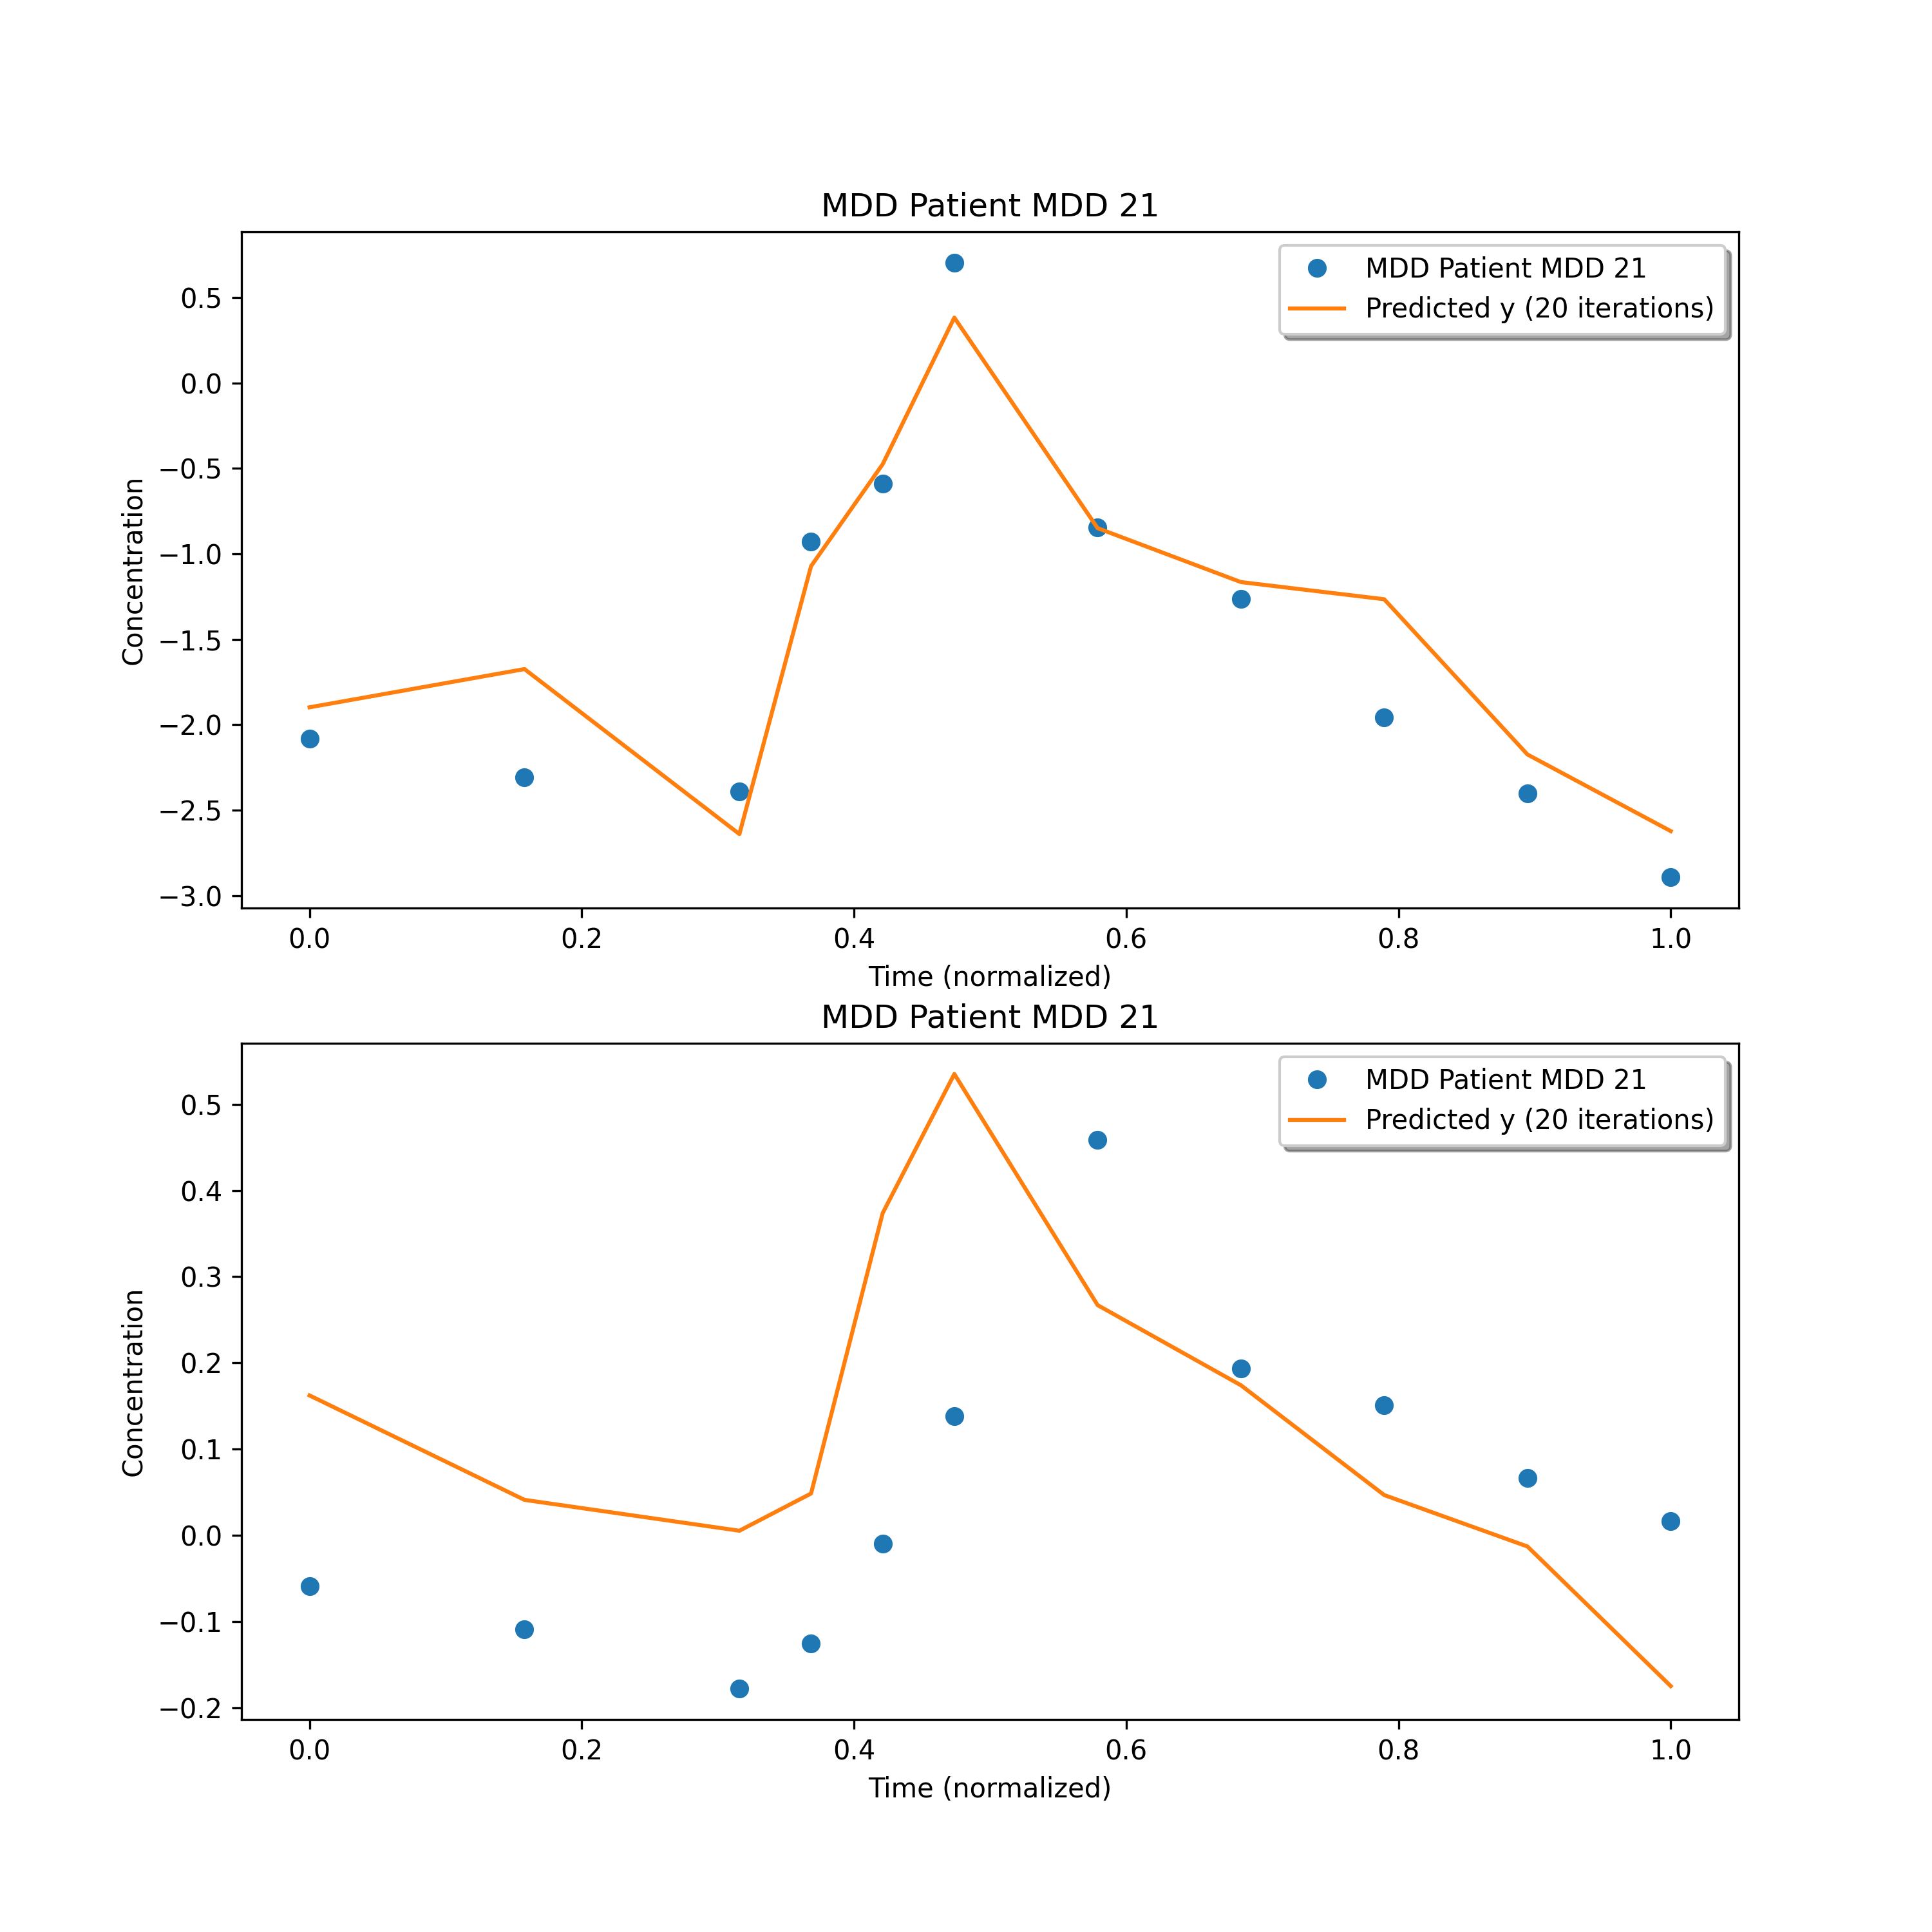 MDD Patient MDD 21
MDD Patient MDD 21
Predicted y (20 iterations)
0.5
0.0
−0.5
−1.0
−1.5
−2.0
−2.5
−3.0
Concentration
0.0 0.2 0.4 0.6 0.8 1.0
Time (normalized)
MDD Patient MDD 21
MDD Patient MDD 21
Predicted y (20 iterations)
0.5
0.4
0.3
0.2
0.1
0.0
−0.1
−0.2
Concentration
0.0 0.2 0.4 0.6 0.8 1.0
Time (normalized)